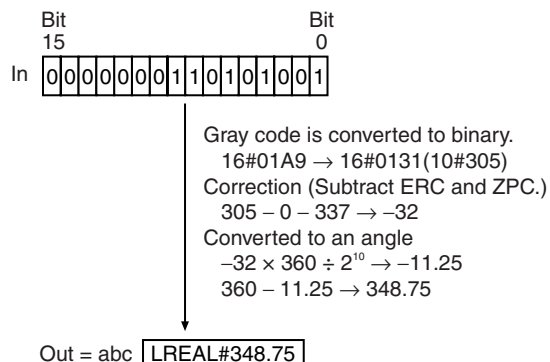 Bit Bit
15 0
In 0 0 0 0 0 0 0 1 1 0 1 0 1 0 0 1
Gray code is converted to binary.
16#01A9 → 16#0131(10#305)
Correction (Subtract ERC and ZPC.)
305 – 0 – 337 → –32
Converted to an angle
–32 × 360 ÷ 2¹⁰ → –11.25
360 – 11.25 → 348.75
Out = abc LREAL#348.75